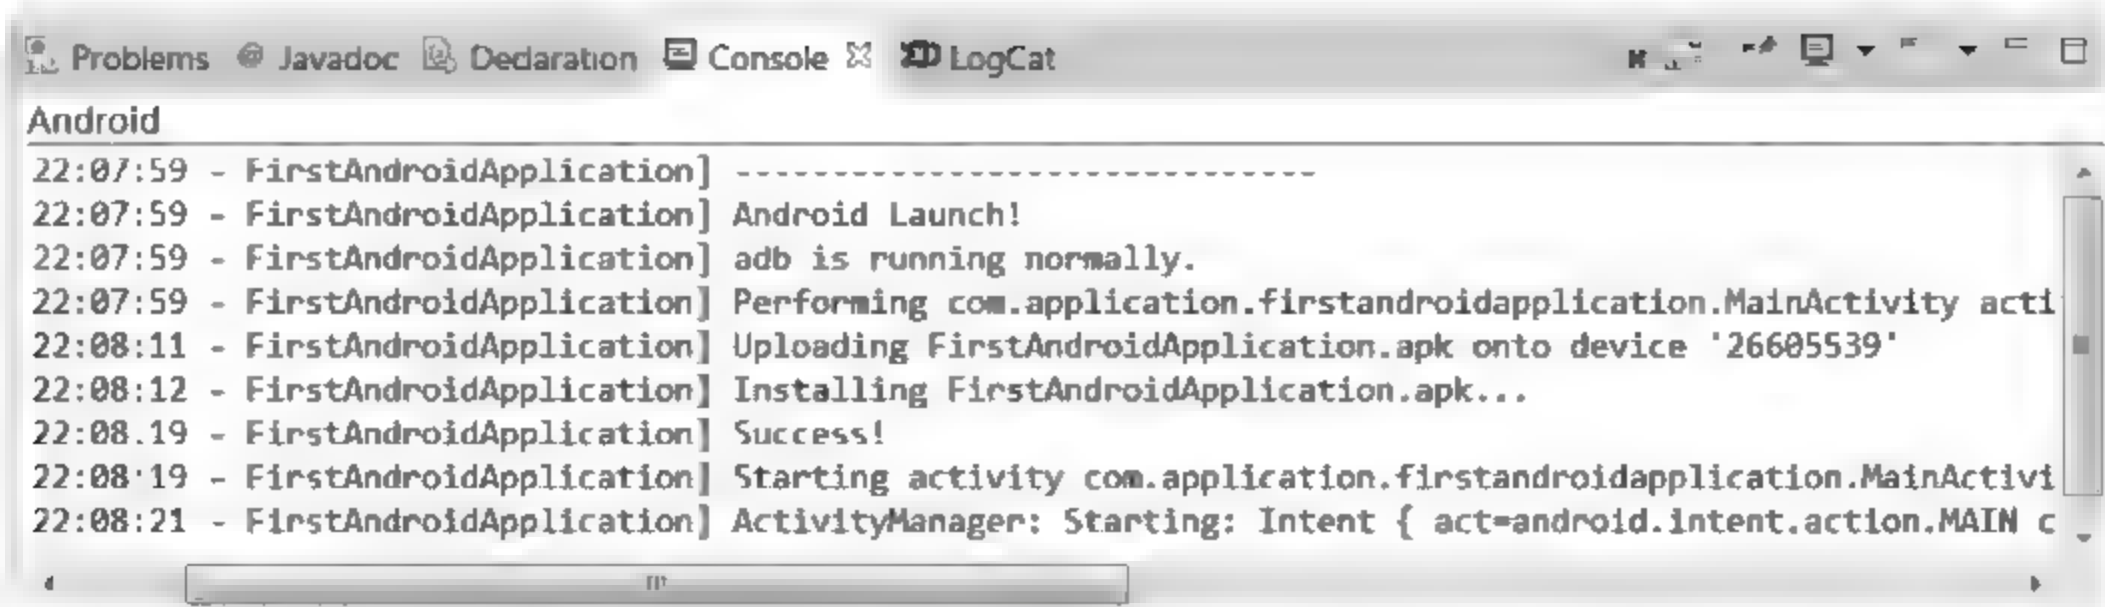 Problems @ Javadoc Declaration Console LogCat
Android
22:07:59 - FirstAndroidApplication] ------------------------------
22:07:59 - FirstAndroidApplication] Android Launch!
22:07:59 - FirstAndroidApplication] adb is running normally.
22:07:59 - FirstAndroidApplication] Performing com.application.firstandroidapplication.MainActivity acti
22:08:11 - FirstAndroidApplication] Uploading FirstAndroidApplication.apk onto device '26605539'
22:08:12 - FirstAndroidApplication] Installing FirstAndroidApplication.apk...
22:08:19 - FirstAndroidApplication] Success!
22:08:19 - FirstAndroidApplication] Starting activity com.application.firstandroidapplication.MainActivi
22:08:21 - FirstAndroidApplication] ActivityManager: Starting: Intent { act=android.intent.action.MAIN c